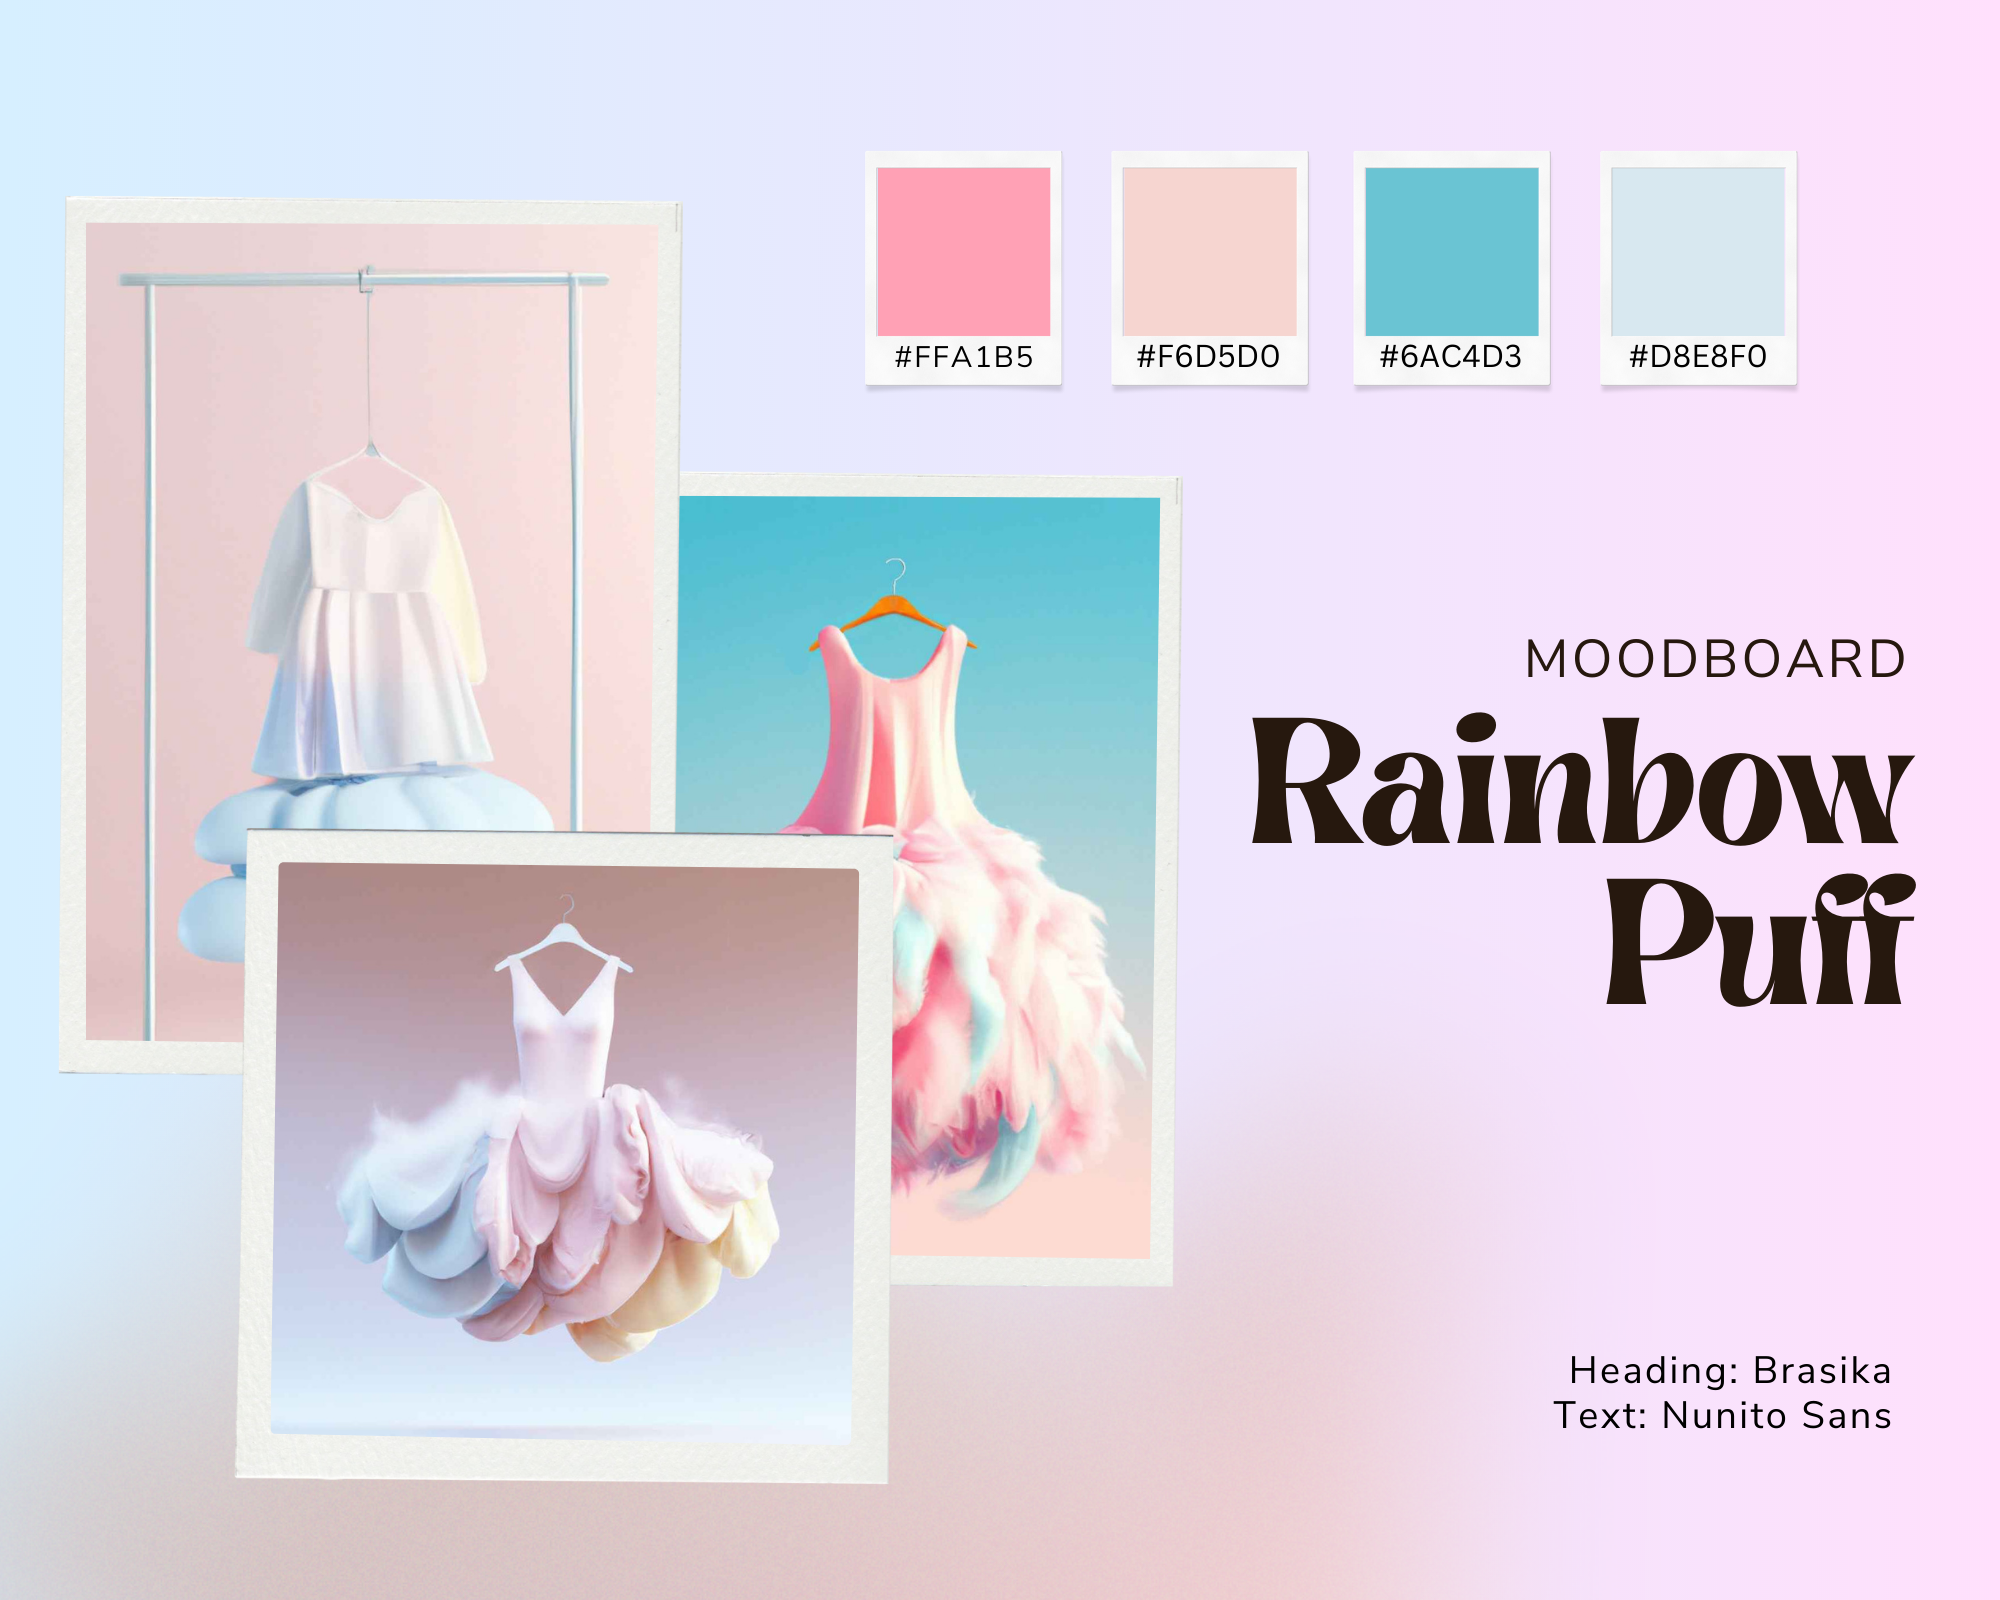 #FFA1B5 #F6D5D0 #6AC4D3 #D8E8F0
MOODBOARD
Rainbow
Puff
Heading: Brasika
Text: Nunito Sans